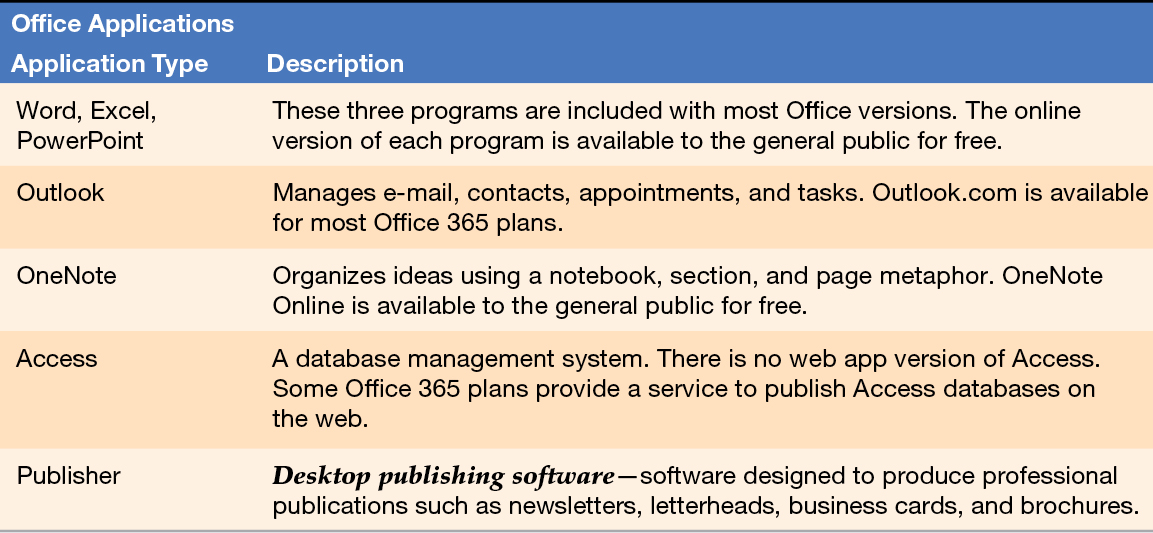 Office Applications
Application Type Description
Word, Excel, These three programs are included with most Office versions. The online
PowerPoint version of each program is available to the general public for free.
Outlook Manages e-mail, contacts, appointments, and tasks. Outlook.com is available
for most Office 365 plans.
OneNote Organizes ideas using a notebook, section, and page metaphor. OneNote
Online is available to the general public for free.
Access A database management system. There is no web app version of Access.
Some Office 365 plans provide a service to publish Access databases on
the web.
Publisher Desktop publishing software—software designed to produce professional
publications such as newsletters, letterheads, business cards, and brochures.